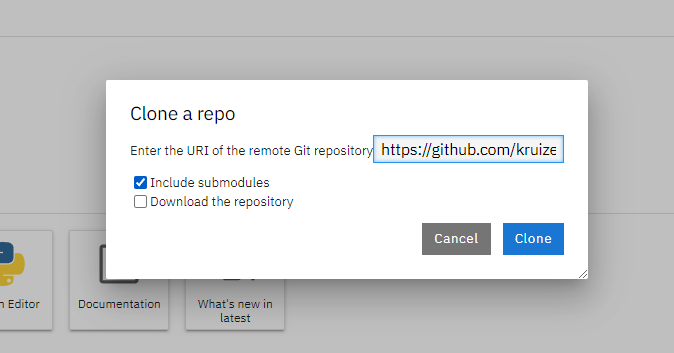 Clone a repo
Enter the URI of the remote Git repository
https://github.com/kruize
Include submodules
Download the repository
Cancel
Clone
Editor
Documentation
What's new in
latest